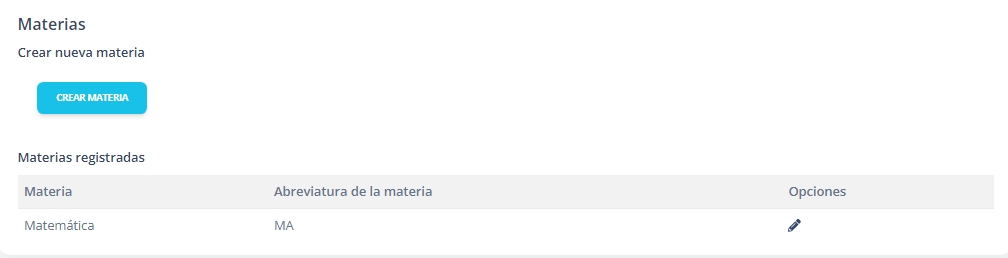 Materias
Crear nueva materia
CREAR MATERIA
Materias registradas
Materia Abreviatura de la materia Opciones
Matemática MA